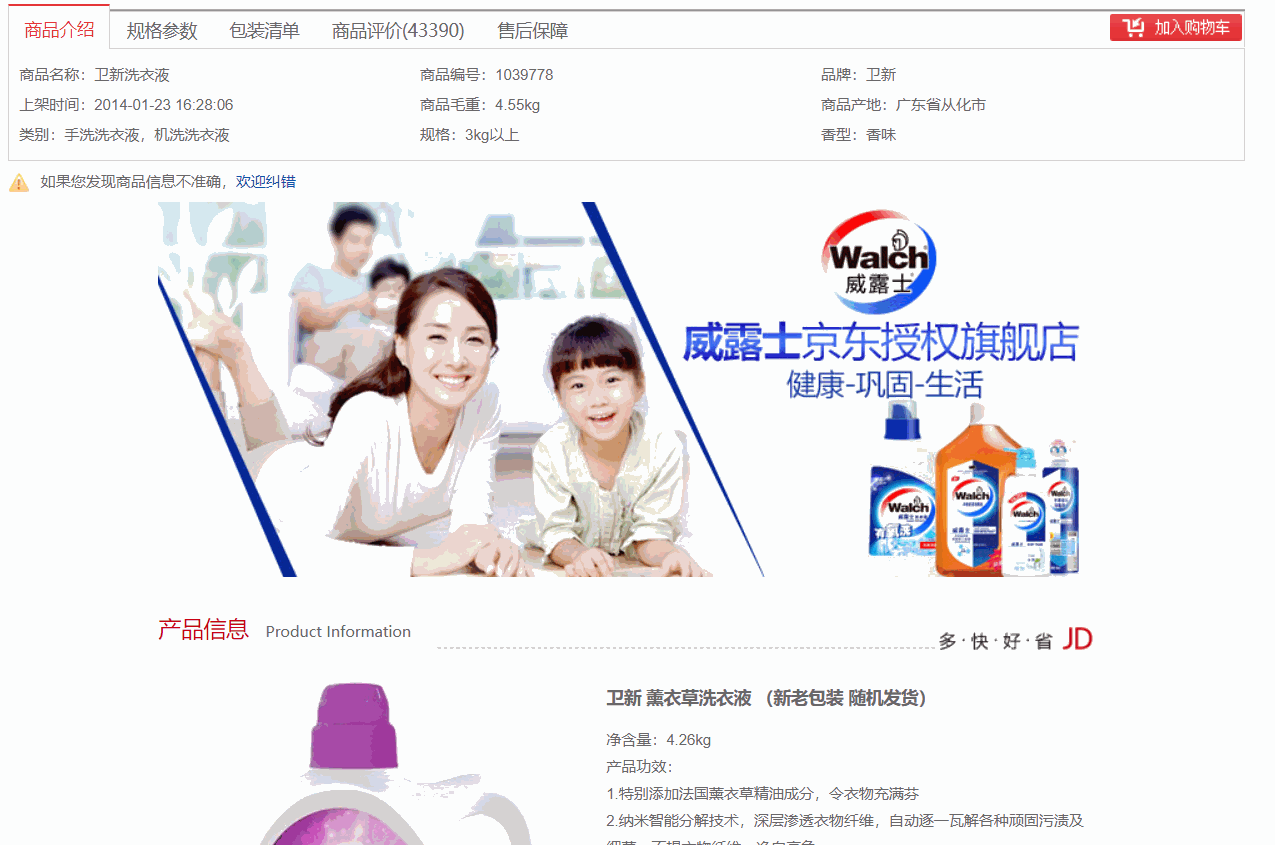 商品介绍 规格参数 包装清单 商品评价(43390) 售后保障 加入购物车
商品名称：卫新洗衣液 商品编号：1039778 品牌：卫新
上架时间：2014-01-23 16:28:06 商品毛重：4.55kg 商品产地：广东省从化市
类别：手洗洗衣液，机洗洗衣液 规格：3kg以上 香型：香味
如果您发现商品信息不准确，欢迎纠错
Walch
威露士
威露士京东授权旗舰店
健康-巩固-生活
Walch
Walch
威露士
Walch
Walch
产品信息 Product Information
多·快·好·省 JD
卫新 薰衣草洗衣液 （新老包装 随机发货）
净含量：4.26kg
产品功效：
1.特别添加法国薰衣草精油成分，令衣物充满芬
2.纳米智能分解技术，深层渗透衣物纤维，自动逐一瓦解各种顽固污渍及